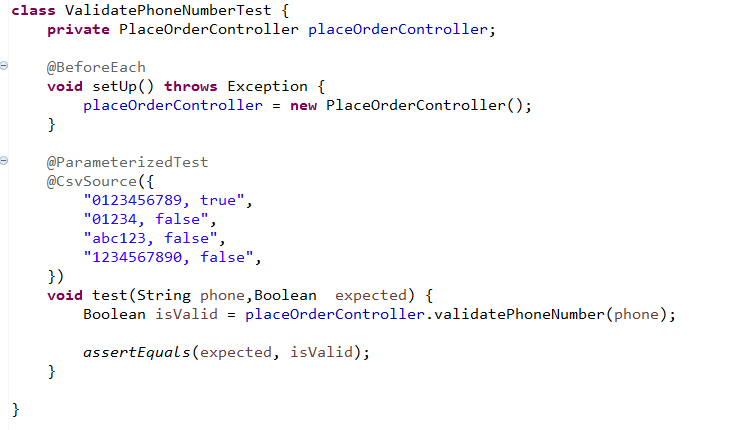 class ValidatePhoneNumberTest {
    private PlaceOrderController placeOrderController;
    @BeforeEach
    void setUp() throws Exception {
        placeOrderController = new PlaceOrderController();
    }
    @ParameterizedTest
    @CsvSource({
        "0123456789, true",
        "01234, false",
        "abc123, false",
        "1234567890, false",
    })
    void test(String phone,Boolean  expected) {
        Boolean isValid = placeOrderController.validatePhoneNumber(phone);
        assertEquals(expected, isValid);
    }
}